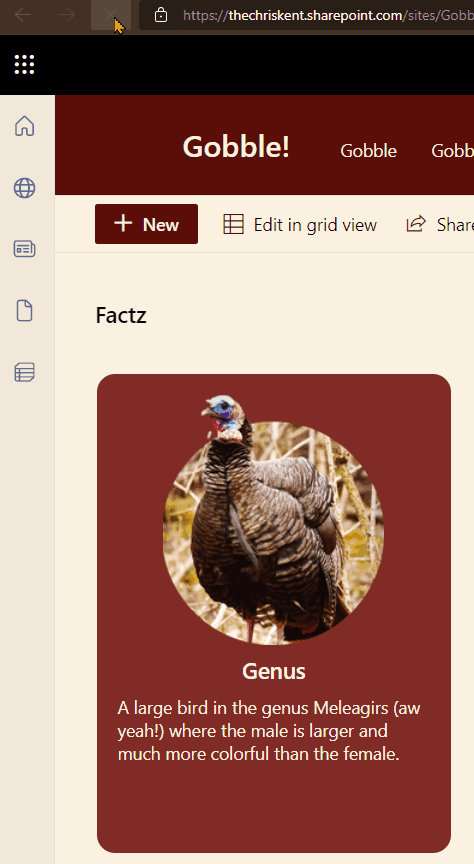 https://thechriskent.sharepoint.com/sites/Gobb
Gobble!
Gobble
Gobb
New
Edit in grid view
Share
Factz
Genus
A large bird in the genus Meleagirs (aw
yeah!) where the male is larger and
much more colorful than the female.